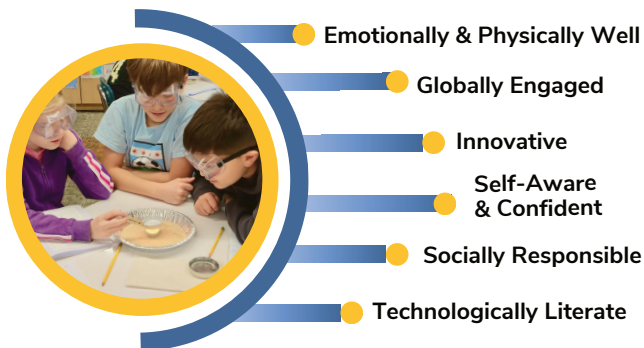 Emotionally & Physically Well
Globally Engaged
Innovative
Self-Aware
& Confident
Socially Responsible
Technologically Literate